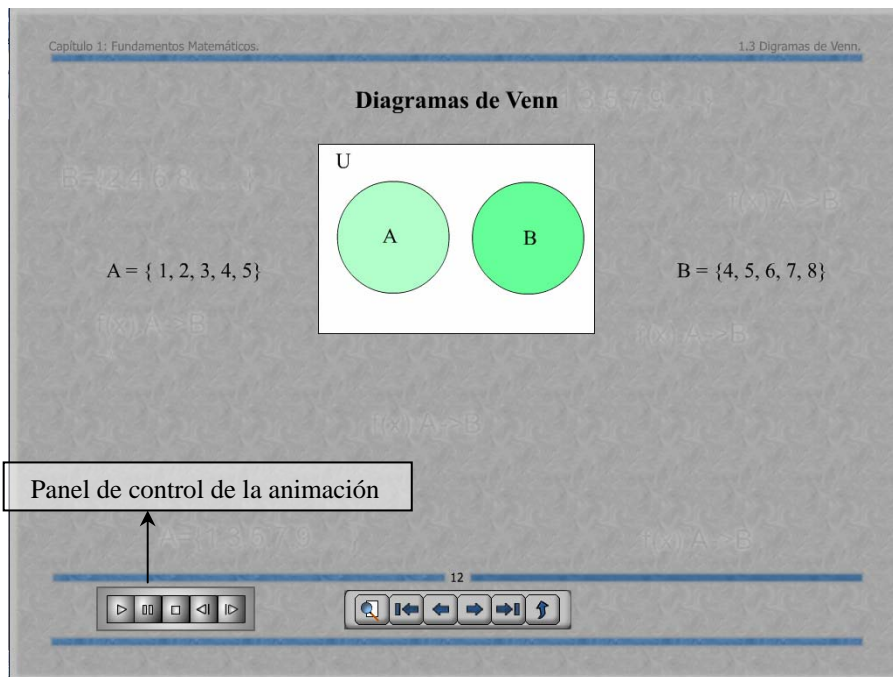 Capítulo 1: Fundamentos Matemáticos.
1.3 Digramas de Venn.
Diagramas de Venn
U
A
B
A = { 1, 2, 3, 4, 5}
B = {4, 5, 6, 7, 8}
f(x) A->B
f(x) A->B
f(x) A->B
f(x) A->B
Panel de control de la animación
12